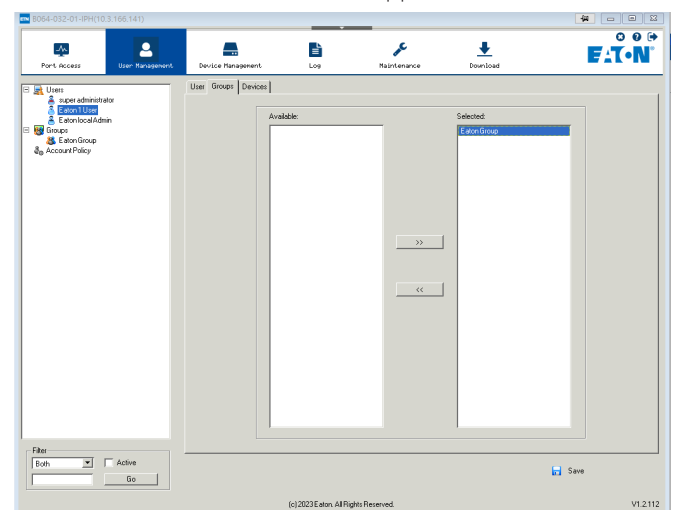 B064-032-01-IPH(10.3.166.141)
Port Access
User Management
Device Management
Log
Maintenance
Download
EATON
Users
super administrator
Eaton 1 User
Eaton local Admin
Groups
Eaton Group
Account Policy
User Groups Devices
Available:
Selected:
Eaton Group
>>
<<
Filter
Both
Active
Go
Save
(c)2023 Eaton. All Rights Reserved.
V1.2.112